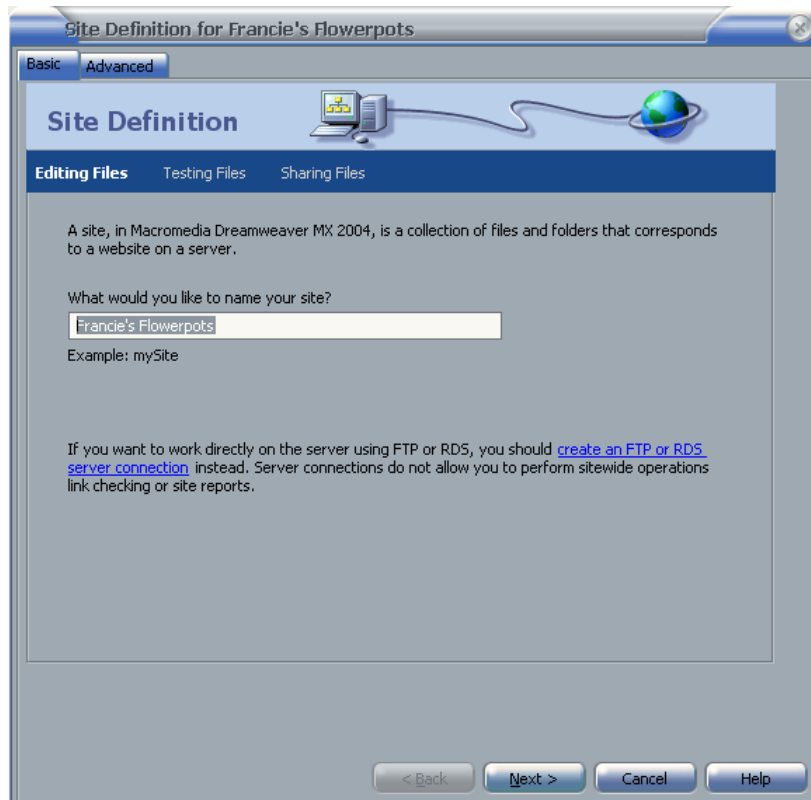 Site Definition for Francie's Flowerpots
Basic Advanced
Site Definition
Editing Files Testing Files Sharing Files
A site, in Macromedia Dreamweaver MX 2004, is a collection of files and folders that corresponds
to a website on a server.
What would you like to name your site?
Francie's Flowerpots
Example: mySite
If you want to work directly on the server using FTP or RDS, you should create an FTP or RDS
server connection instead. Server connections do not allow you to perform sitewide operations
link checking or site reports.
< Back Next > Cancel Help